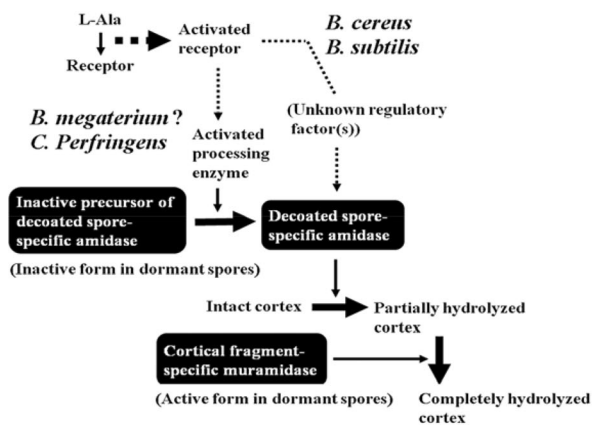 L-Ala
Receptor
Activated
receptor
B. cereus
B. subtilis
B. megaterium ?
C. Perfringens
Activated
processing
enzyme
(Unknown regulatory
factor(s))
Inactive precursor of
decoated spore-
specific amidase
(Inactive form in dormant spores)
Decoated spore-
specific amidase
Intact cortex
Partially hydrolyzed
cortex
Cortical fragment-
specific muramidase
(Active form in dormant spores)
Completely hydrolyzed
cortex